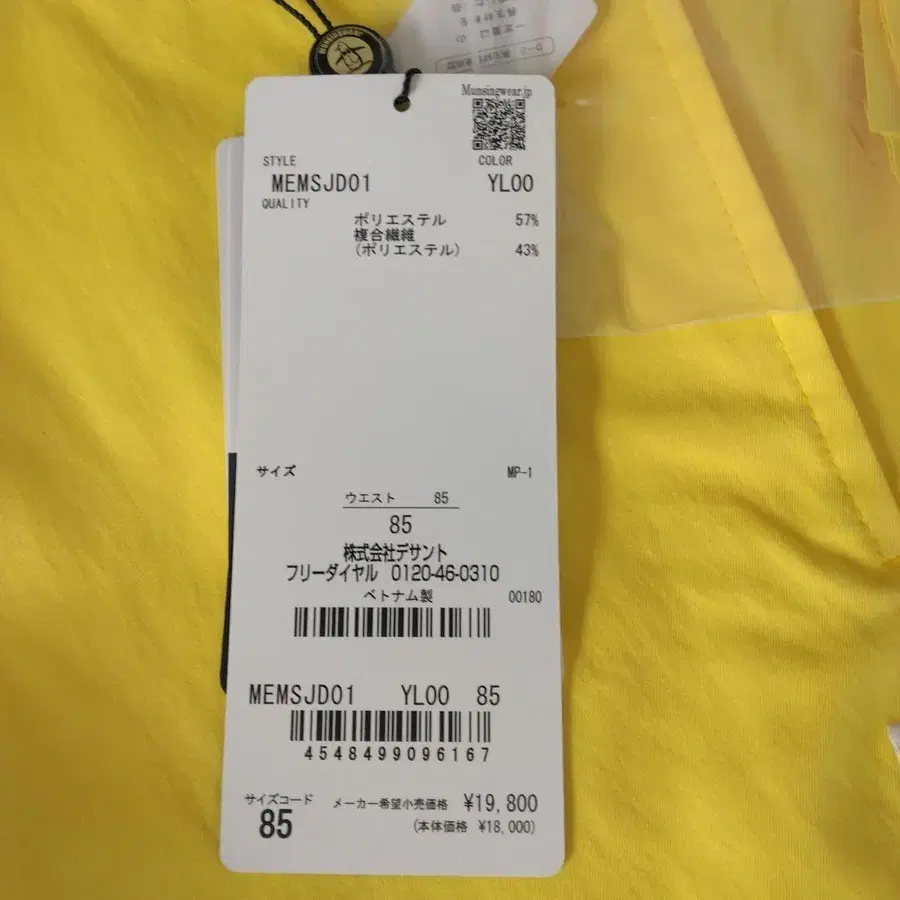 MUNSINGWEAR
Munsingwear.jp
STYLE COLOR
MEMSJD01 YL00
QUALITY
ポリエステル 57%
複合繊維
(ポリエステル) 43%
サイズ MP-1
ウエスト 85
85
株式会社デサント
フリーダイヤル 0120-46-0310
ベトナム製 00180
MEMSJD01 YL00 85
4548499096167
サイズコード メーカー希望小売価格 ¥19,800
85 (本体価格 ¥18,000)